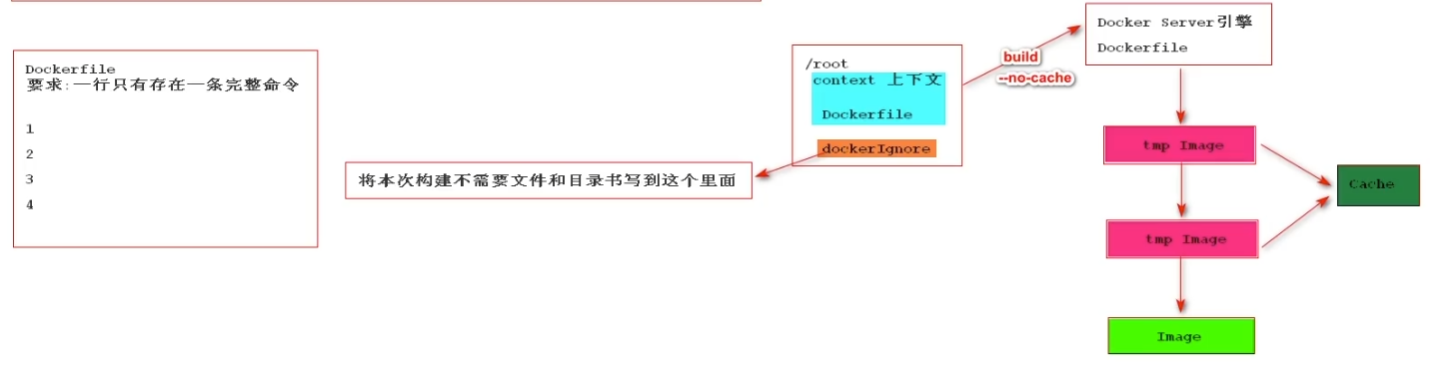 Dockerfile
要求:一行只有存在一条完整命令
1
2
3
4
将本次构建不需要文件和目录书写到这个里面
/root
context 上下文
Dockerfile
dockerIgnore
build
--no-cache
Docker Server引擎
Dockerfile
tmp Image
tmp Image
Cache
Image